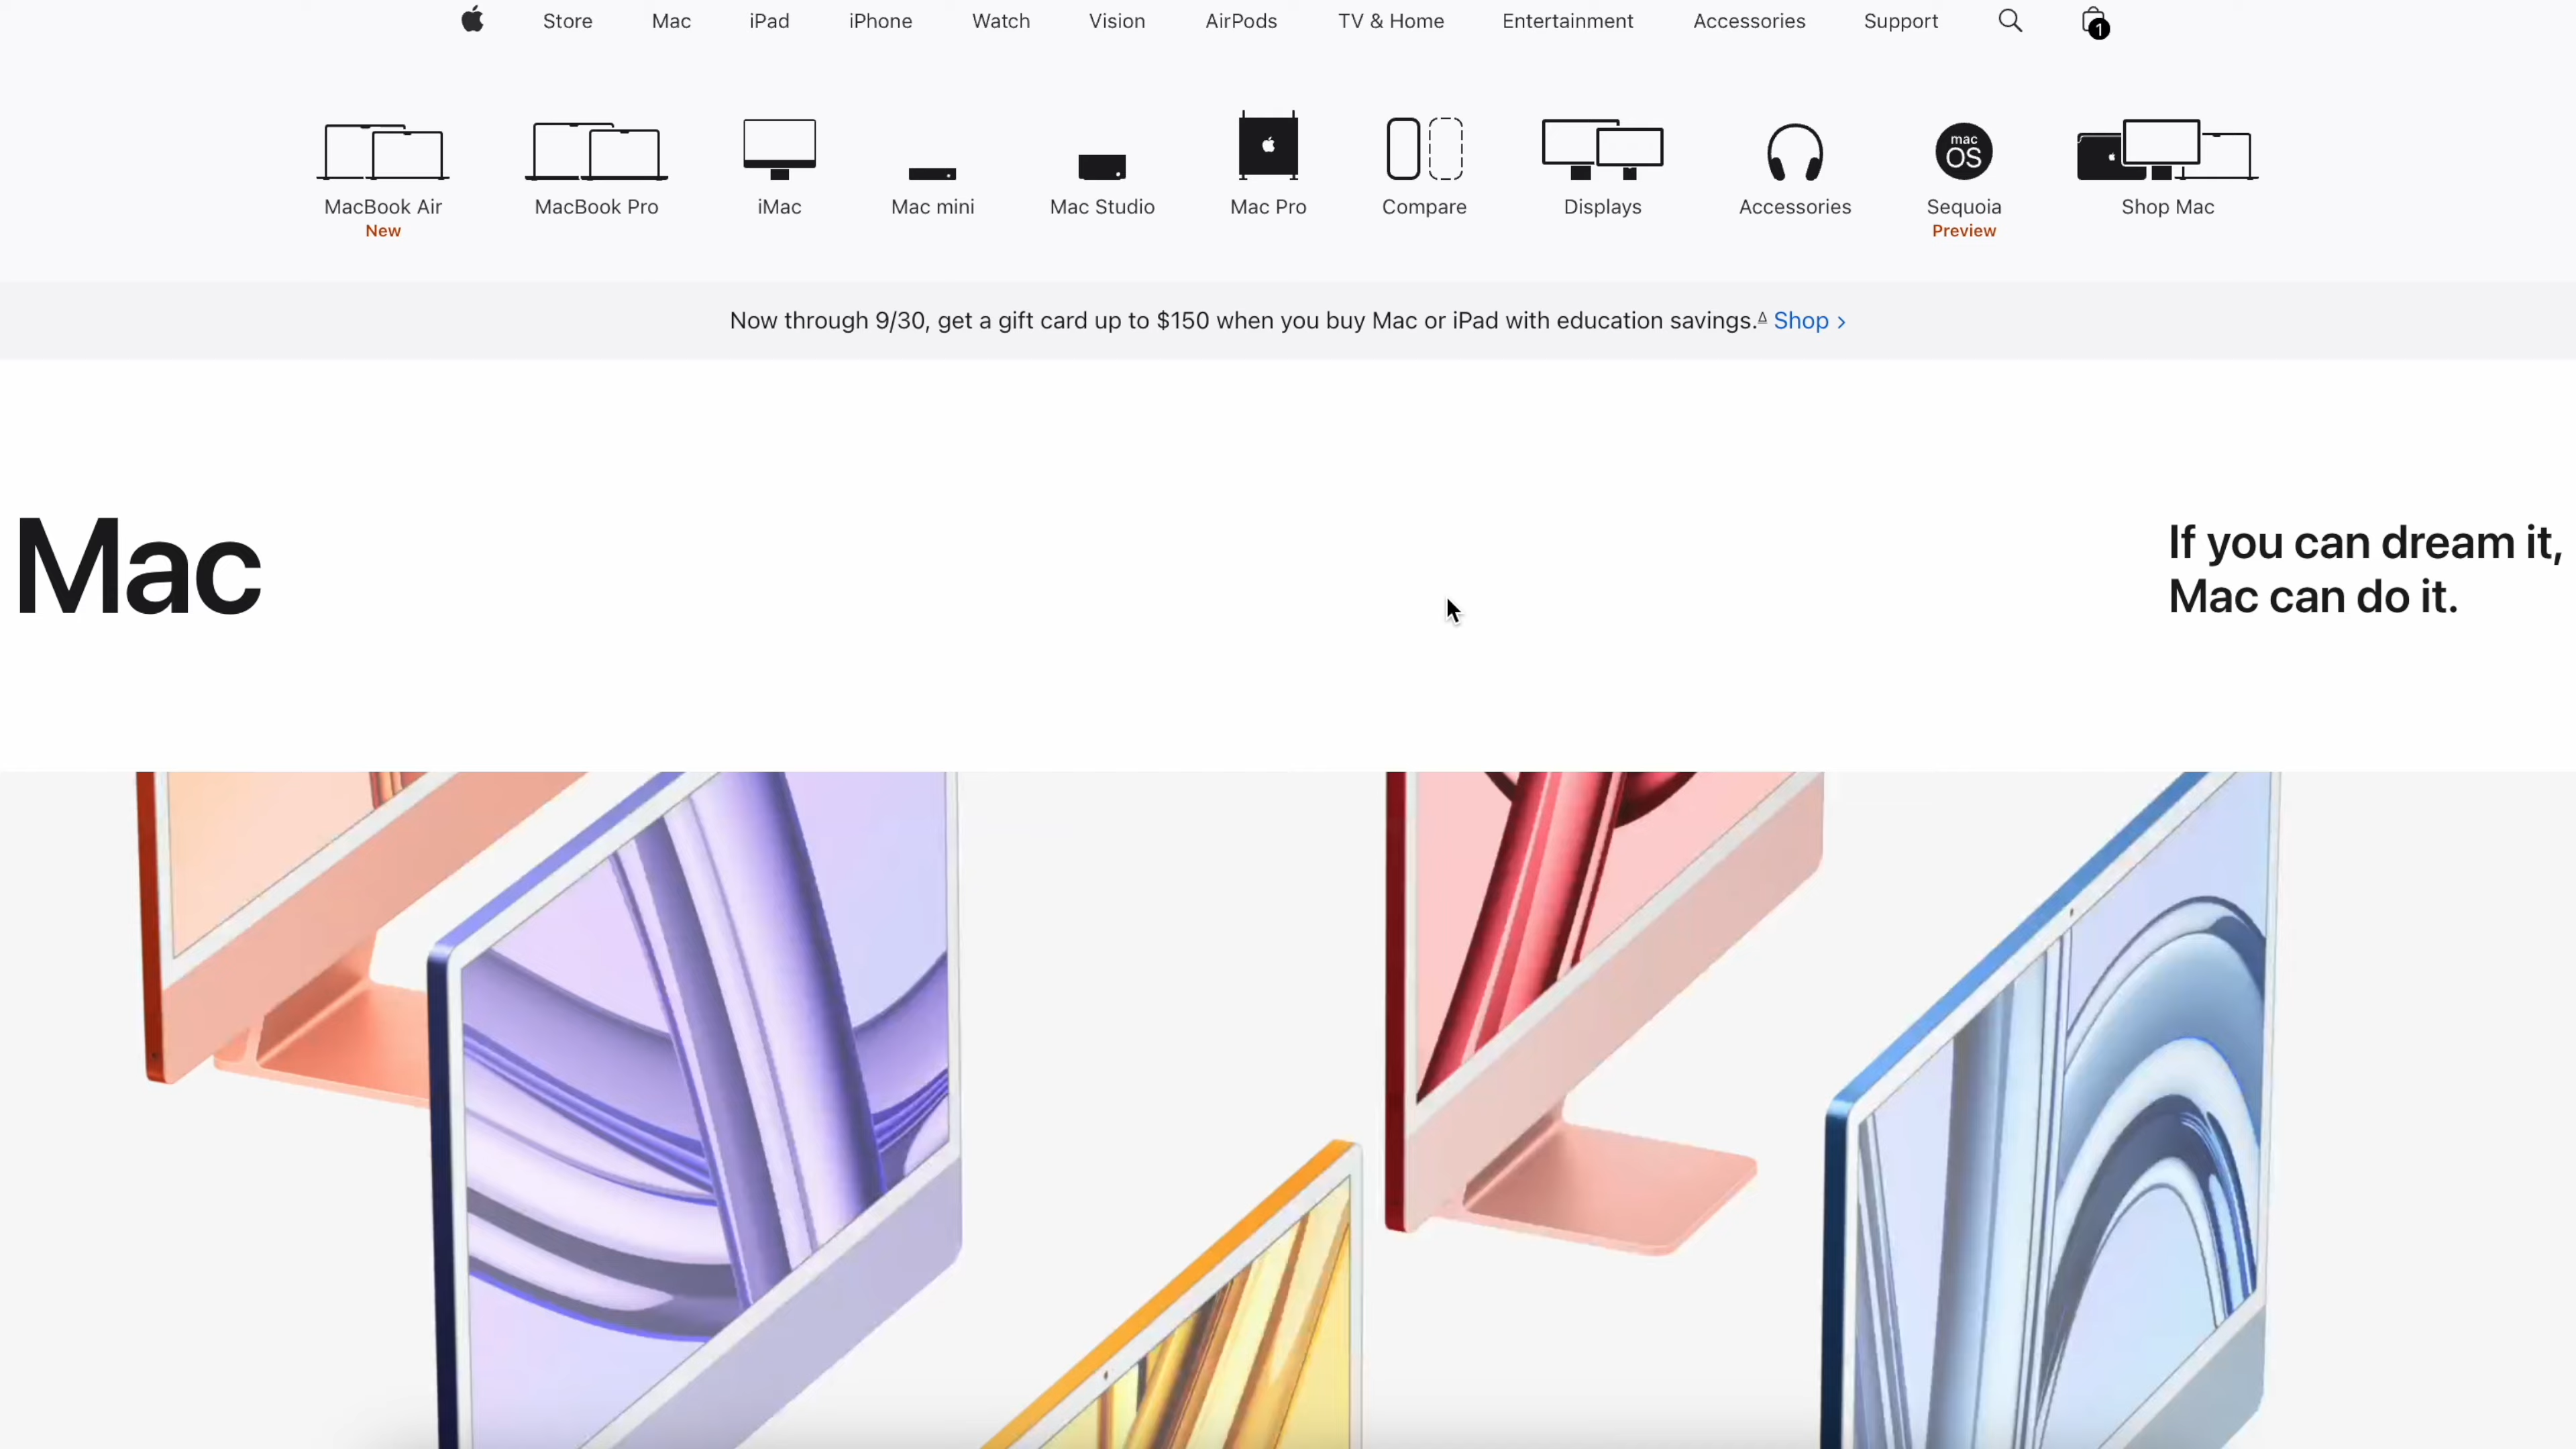 Store Mac iPad iPhone Watch Vision AirPods TV & Home Entertainment Accessories Support 1
mac
OS
MacBook Air MacBook Pro iMac Mac mini Mac Studio Mac Pro Compare Displays Accessories Sequoia Shop Mac
New Preview
Now through 9/30, get a gift card up to $150 when you buy Mac or iPad with education savings.∆ Shop >
Mac
If you can dream it,
Mac can do it.